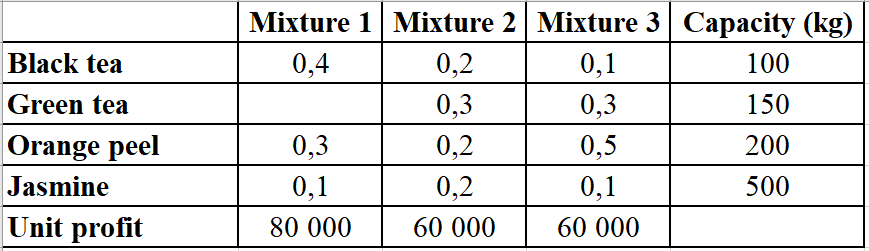 Mixture 1 Mixture 2 Mixture 3 Capacity (kg)
Black tea 0,4 0,2 0,1 100
Green tea 0,3 0,3 150
Orange peel 0,3 0,2 0,5 200
Jasmine 0,1 0,2 0,1 500
Unit profit 80 000 60 000 60 000